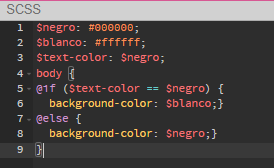 SCSS
1 $negro: #000000;
2 $blanco: #ffffff;
3 $text-color: $negro;
4 body {
5 @if ($text-color == $negro) {
6 background-color: $blanco;}
7 @else {
8 background-color: $negro;}
9 }